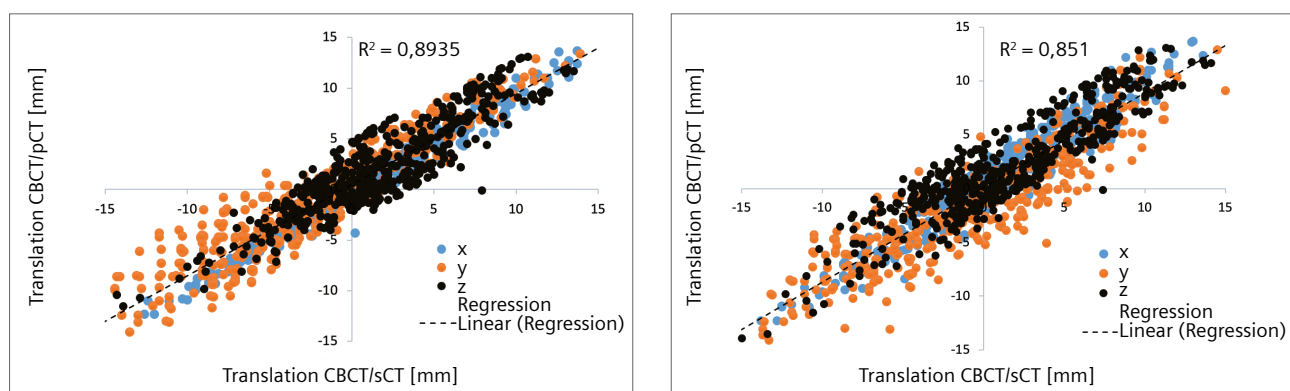 R² = 0,8935
Translation CBCT/pCT [mm]
15
10
5
-15
-10
-5
5
10
15
-5
-10
-15
x
y
z
Regression
Linear (Regression)
Translation CBCT/sCT [mm]
R² = 0,851
Translation CBCT/pCT [mm]
15
10
5
-15
-10
-5
5
10
15
-5
-10
-15
x
y
z
Regression
Linear (Regression)
Translation CBCT/sCT [mm]